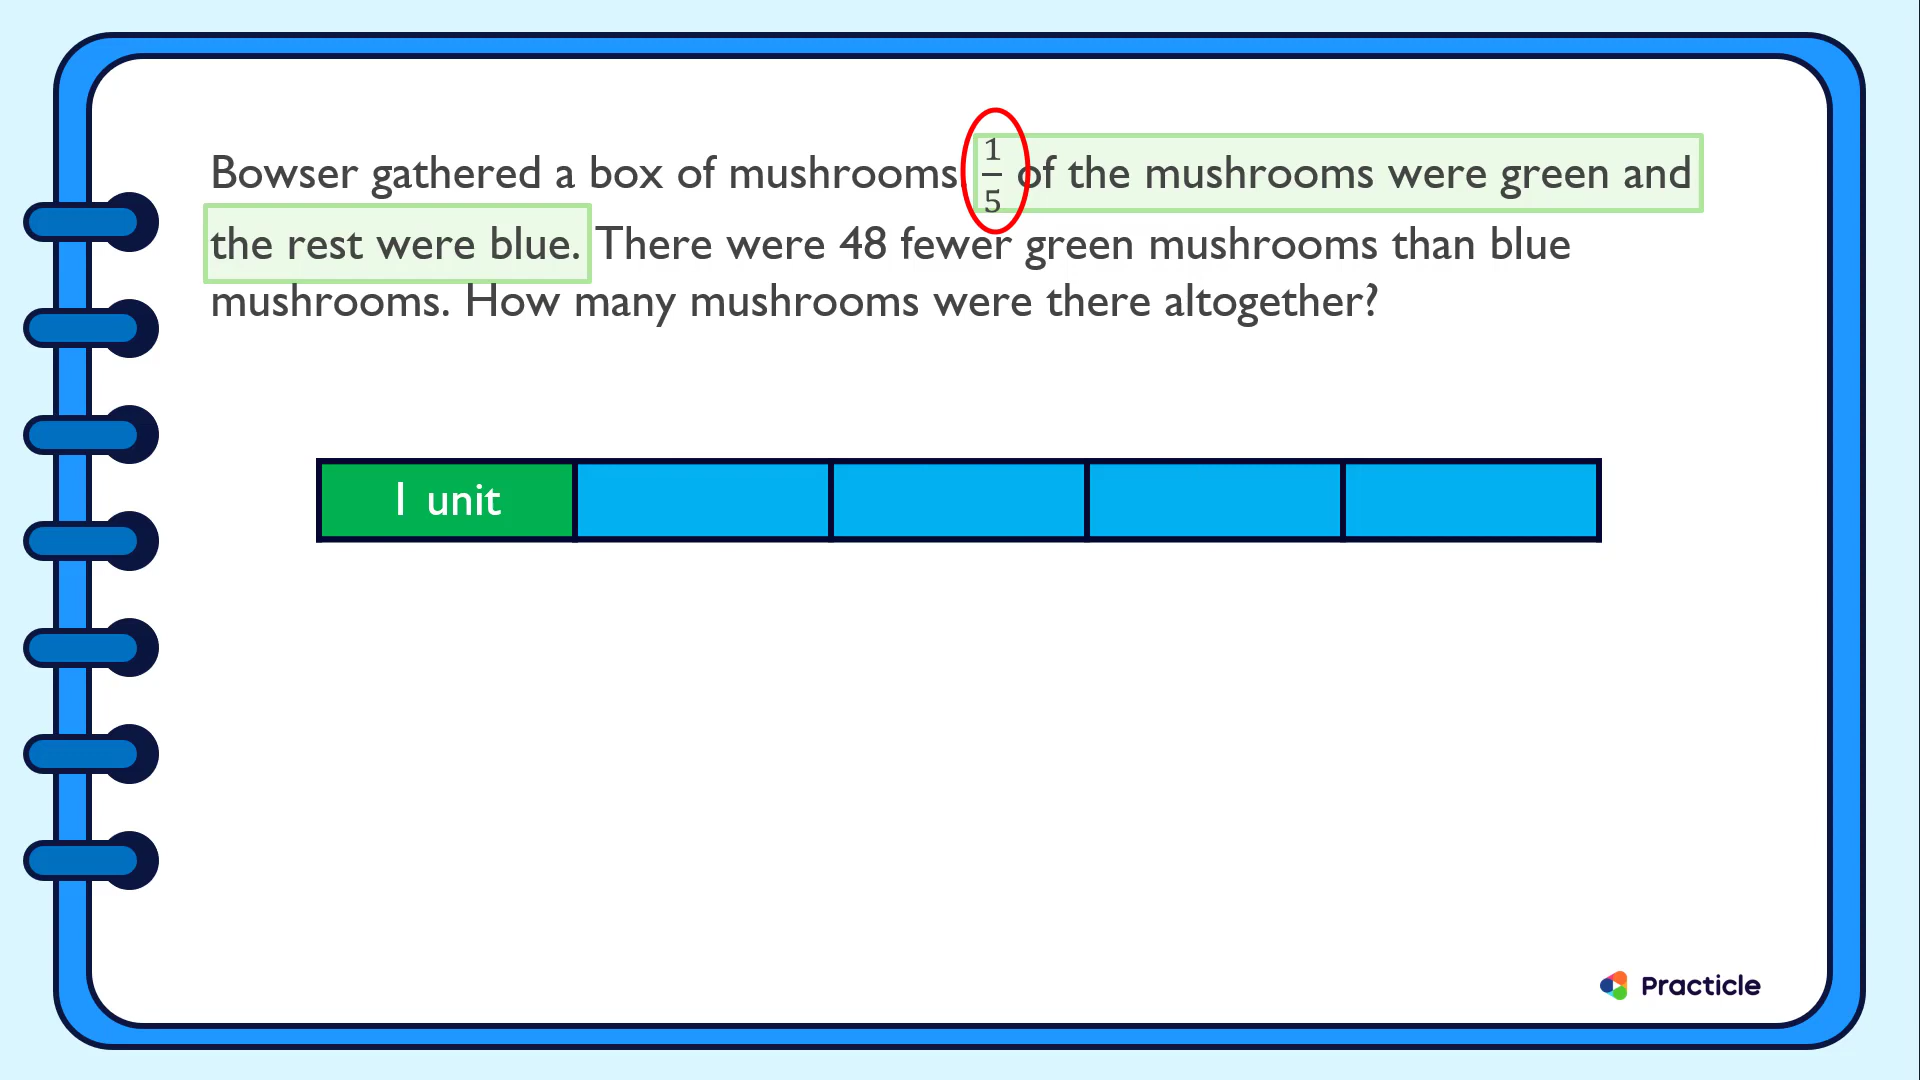 Bowser gathered a box of mushrooms. 1/5 of the mushrooms were green and
the rest were blue. There were 48 fewer green mushrooms than blue
mushrooms. How many mushrooms were there altogether?
1 unit
Practicle